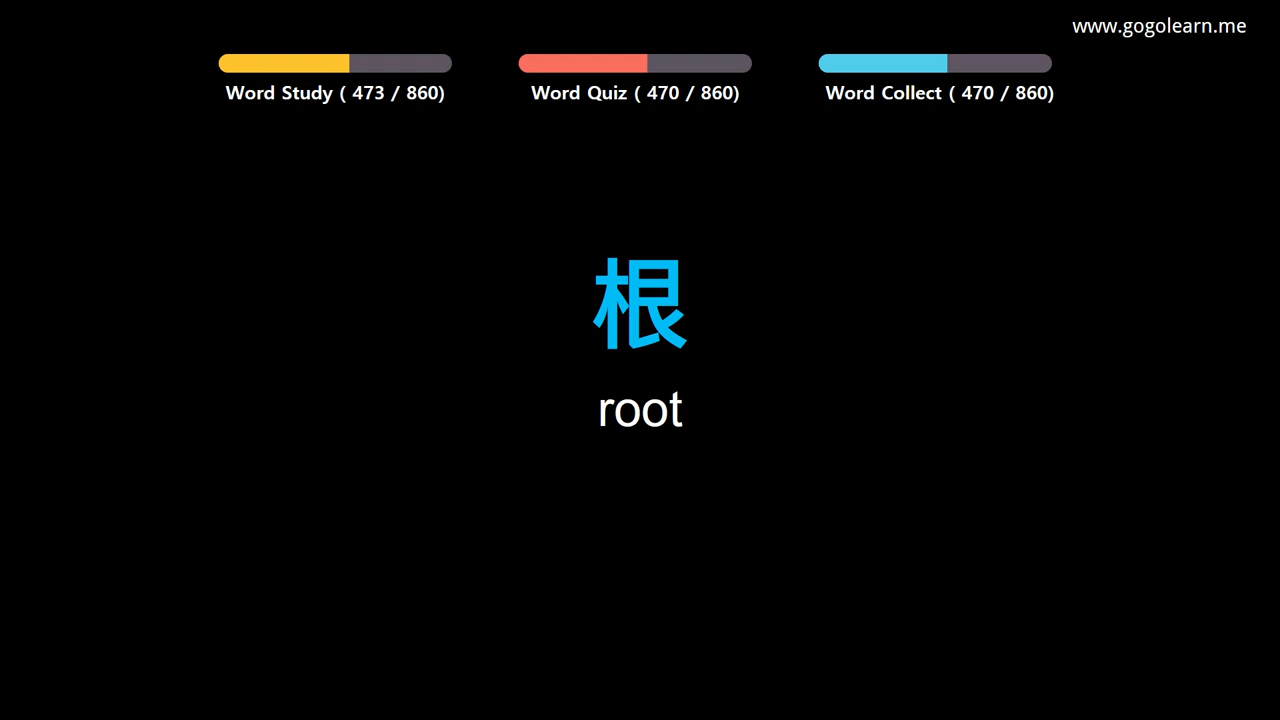 www.gogolearn.me
Word Study ( 473 / 860)
Word Quiz ( 470 / 860)
Word Collect ( 470 / 860)
根
root